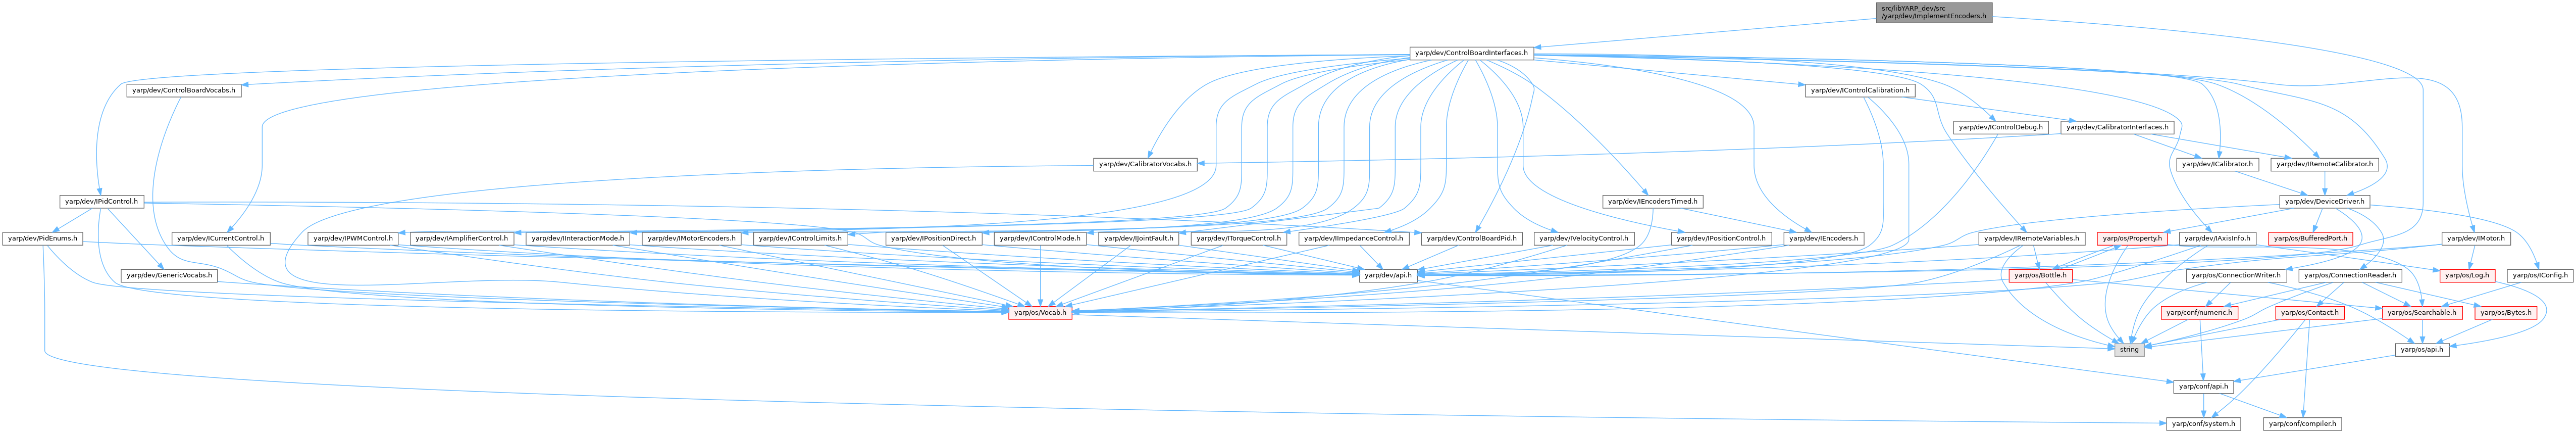 src/libYARP_dev/src
/yarp/dev/ImplementEncoders.h
yarp/dev/ControlBoardInterfaces.h
yarp/dev/ControlBoardVocabs.h
yarp/dev/IControlCalibration.h
yarp/dev/IControlDebug.h
yarp/dev/CalibratorInterfaces.h
yarp/dev/CalibratorVocabs.h
yarp/dev/ICalibrator.h
yarp/dev/IRemoteCalibrator.h
yarp/dev/IPidControl.h
yarp/dev/IEncodersTimed.h
yarp/dev/DeviceDriver.h
yarp/dev/PidEnums.h
yarp/dev/ICurrentControl.h
yarp/dev/IPWMControl.h
yarp/dev/IAmplifierControl.h
yarp/dev/IInteractionMode.h
yarp/dev/IMotorEncoders.h
yarp/dev/IControlLimits.h
yarp/dev/IPositionDirect.h
yarp/dev/IControlMode.h
yarp/dev/IJointFault.h
yarp/dev/ITorqueControl.h
yarp/dev/IImpedanceControl.h
yarp/dev/ControlBoardPid.h
yarp/dev/IVelocityControl.h
yarp/dev/IPositionControl.h
yarp/dev/IEncoders.h
yarp/dev/IRemoteVariables.h
yarp/os/Property.h
yarp/dev/IAxisInfo.h
yarp/os/BufferedPort.h
yarp/dev/IMotor.h
yarp/dev/GenericVocabs.h
yarp/dev/api.h
yarp/os/Bottle.h
yarp/os/ConnectionWriter.h
yarp/os/ConnectionReader.h
yarp/os/Log.h
yarp/os/IConfig.h
yarp/os/Vocab.h
yarp/conf/numeric.h
yarp/os/Contact.h
yarp/os/Searchable.h
yarp/os/Bytes.h
string
yarp/os/api.h
yarp/conf/api.h
yarp/conf/system.h
yarp/conf/compiler.h